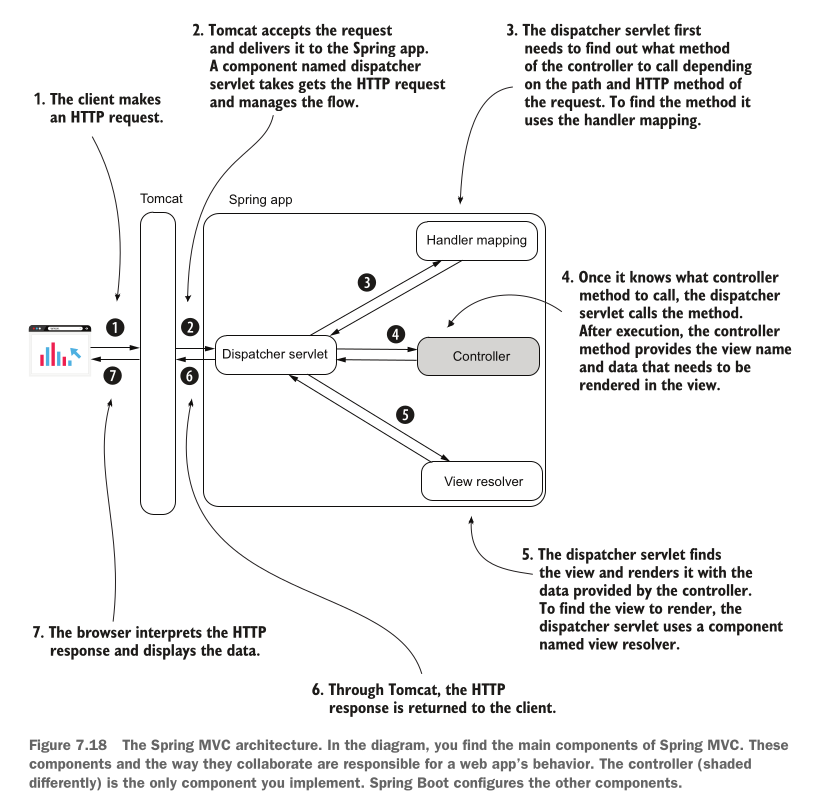 2. Tomcat accepts the request
and delivers it to the Spring app.
A component named dispatcher
servlet takes gets the HTTP request
and manages the flow.
3. The dispatcher servlet first
needs to find out what method
of the controller to call depending
on the path and HTTP method of
the request. To find the method it
uses the handler mapping.
1. The client makes
an HTTP request.
Tomcat
Spring app
Handler mapping
3
4. Once it knows what controller
method to call, the dispatcher
servlet calls the method.
After execution, the controller
method provides the view name
and data that needs to be
rendered in the view.
1
2
4
Dispatcher servlet
Controller
7
6
5
View resolver
5. The dispatcher servlet finds
the view and renders it with the
data provided by the controller.
To find the view to render, the
dispatcher servlet uses a component
named view resolver.
7. The browser interprets the HTTP
response and displays the data.
6. Through Tomcat, the HTTP
response is returned to the client.
Figure 7.18 The Spring MVC architecture. In the diagram, you find the main components of Spring MVC. These
components and the way they collaborate are responsible for a web app's behavior. The controller (shaded
differently) is the only component you implement. Spring Boot configures the other components.